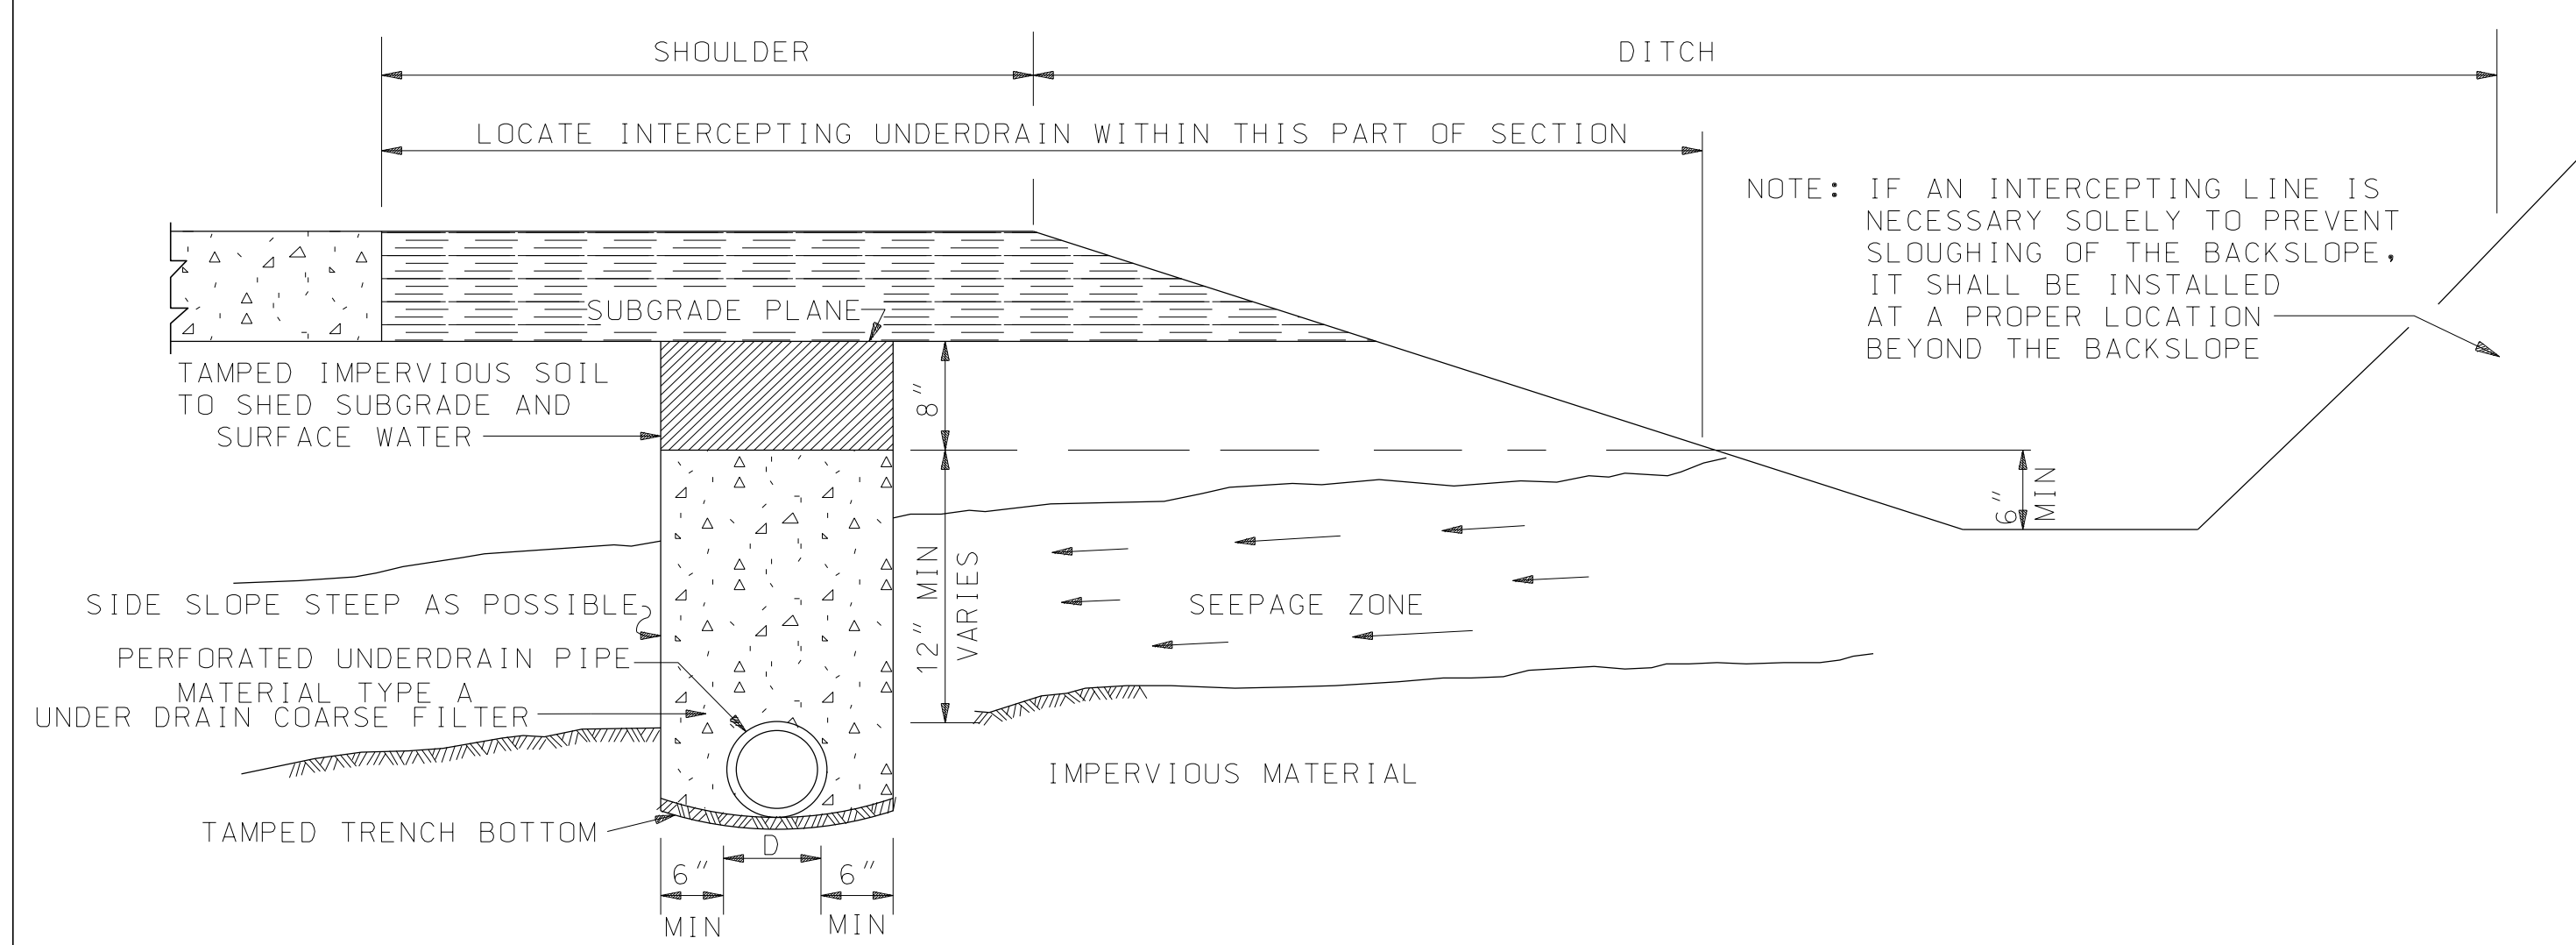 SHOULDER
DITCH
LOCATE INTERCEPTING UNDERDRAIN WITHIN THIS PART OF SECTION
NOTE: IF AN INTERCEPTING LINE IS
NECESSARY SOLELY TO PREVENT
SLOUGHING OF THE BACKSLOPE,
IT SHALL BE INSTALLED
AT A PROPER LOCATION
BEYOND THE BACKSLOPE
SUBGRADE PLANE
TAMPED IMPERVIOUS SOIL
TO SHED SUBGRADE AND
SURFACE WATER
8"
6"
MIN
12" MIN
VARIES
SIDE SLOPE STEEP AS POSSIBLE
SEEPAGE ZONE
PERFORATED UNDERDRAIN PIPE
MATERIAL TYPE A
UNDER DRAIN COARSE FILTER
IMPERVIOUS MATERIAL
TAMPED TRENCH BOTTOM
D
6"
6"
MIN
MIN